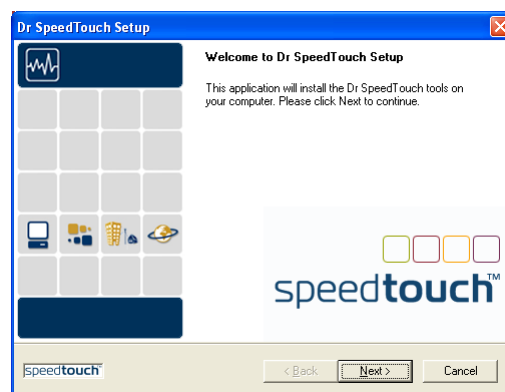 Dr SpeedTouch Setup
Welcome to Dr SpeedTouch Setup
This application will install the Dr SpeedTouch tools on
your computer. Please click Next to continue.
speedtouch™
speedtouch™
< Back
Next >
Cancel